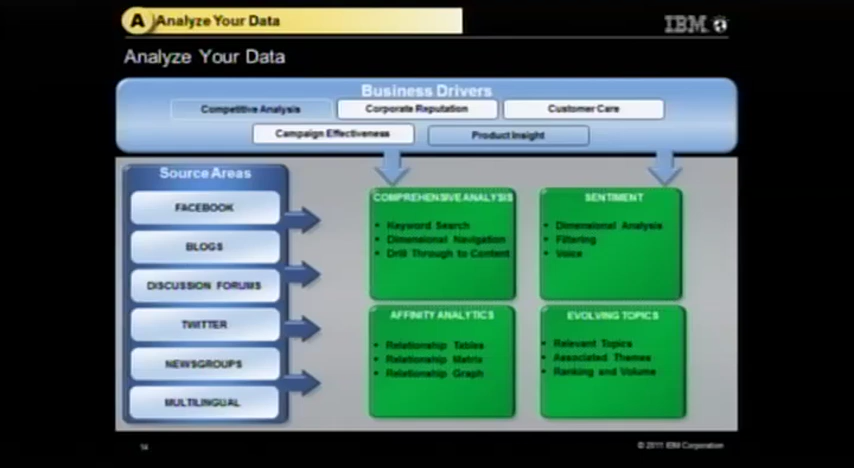 A Analyze Your Data
IBM
Analyze Your Data
Business Drivers
Competitive Analysis
Corporate Reputation
Customer Care
Campaign Effectiveness
Product Insight
Source Areas
FACEBOOK
BLOGS
DISCUSSION FORUMS
TWITTER
NEWSGROUPS
MULTILINGUAL
COMPREHENSIVE ANALYSIS
• Keyword Search
• Dimensional Navigation
• Drill Through to Content
SENTIMENT
• Dimensional Analysis
• Filtering
• Voice
AFFINITY ANALYTICS
• Relationship Tables
• Relationship Matrix
• Relationship Graph
EVOLVING TOPICS
• Relevant Topics
• Associated Themes
• Ranking and Volume
14
© 2011 IBM Corporation